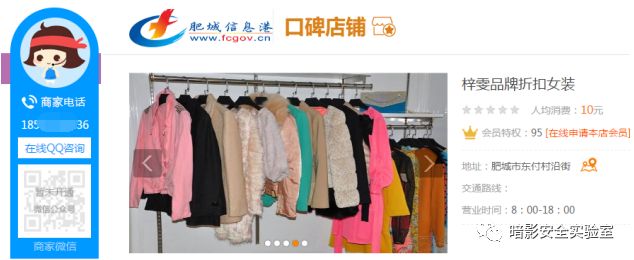 肥城信息港
www.fcgov.cn
口碑店铺
商家电话
185 36
在线QQ咨询
暂未开通
微信公众号
商家微信
梓雯品牌折扣女装
人均消费：10元
会员特权：95 [在线申请本店会员]
地址：肥城市东付村沿街
交通路线：
营业时间：8：00-18：00
暗影安全实验室